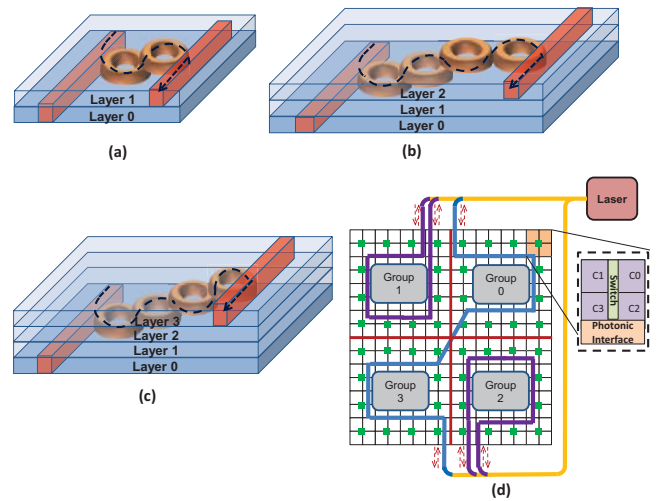 Layer 1
Layer 0
(a)
Layer 2
Layer 1
Layer 0
(b)
Layer 3
Layer 2
Layer 1
Layer 0
(c)
Laser
Group
1
Group
0
Group
3
Group
2
C1
Switch
C0
C3
C2
Photonic
Interface
(d)